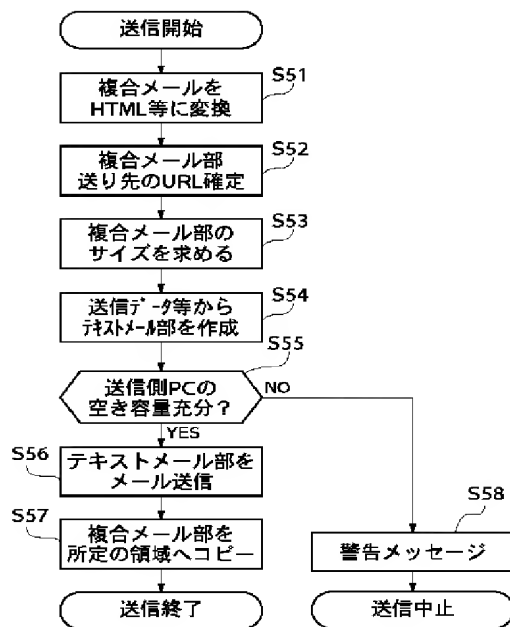 送信開始
S51
複合メールを
HTML等に変換
S52
複合メール部
送り先のURL確定
S53
複合メール部の
サイズを求める
S54
送信ﾃﾞｰﾀ等から
ﾃｷｽﾄﾒｰﾙ部を作成
S55
送信側PCの
空き容量充分？
NO
YES
S56
テキストメール部を
メール送信
S57
複合メール部を
所定の領域へコピー
S58
警告メッセージ
送信終了
送信中止